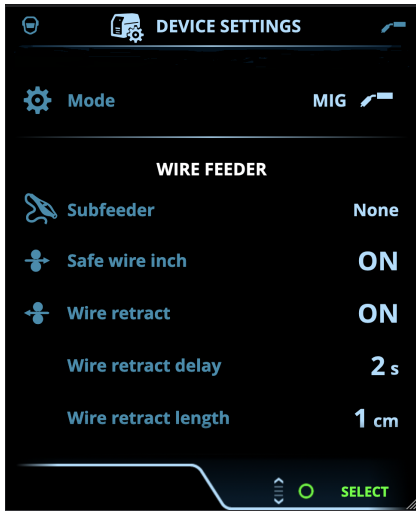 DEVICE SETTINGS
Mode MIG
WIRE FEEDER
Subfeeder None
Safe wire inch ON
Wire retract ON
Wire retract delay 2 s
Wire retract length 1 cm
SELECT